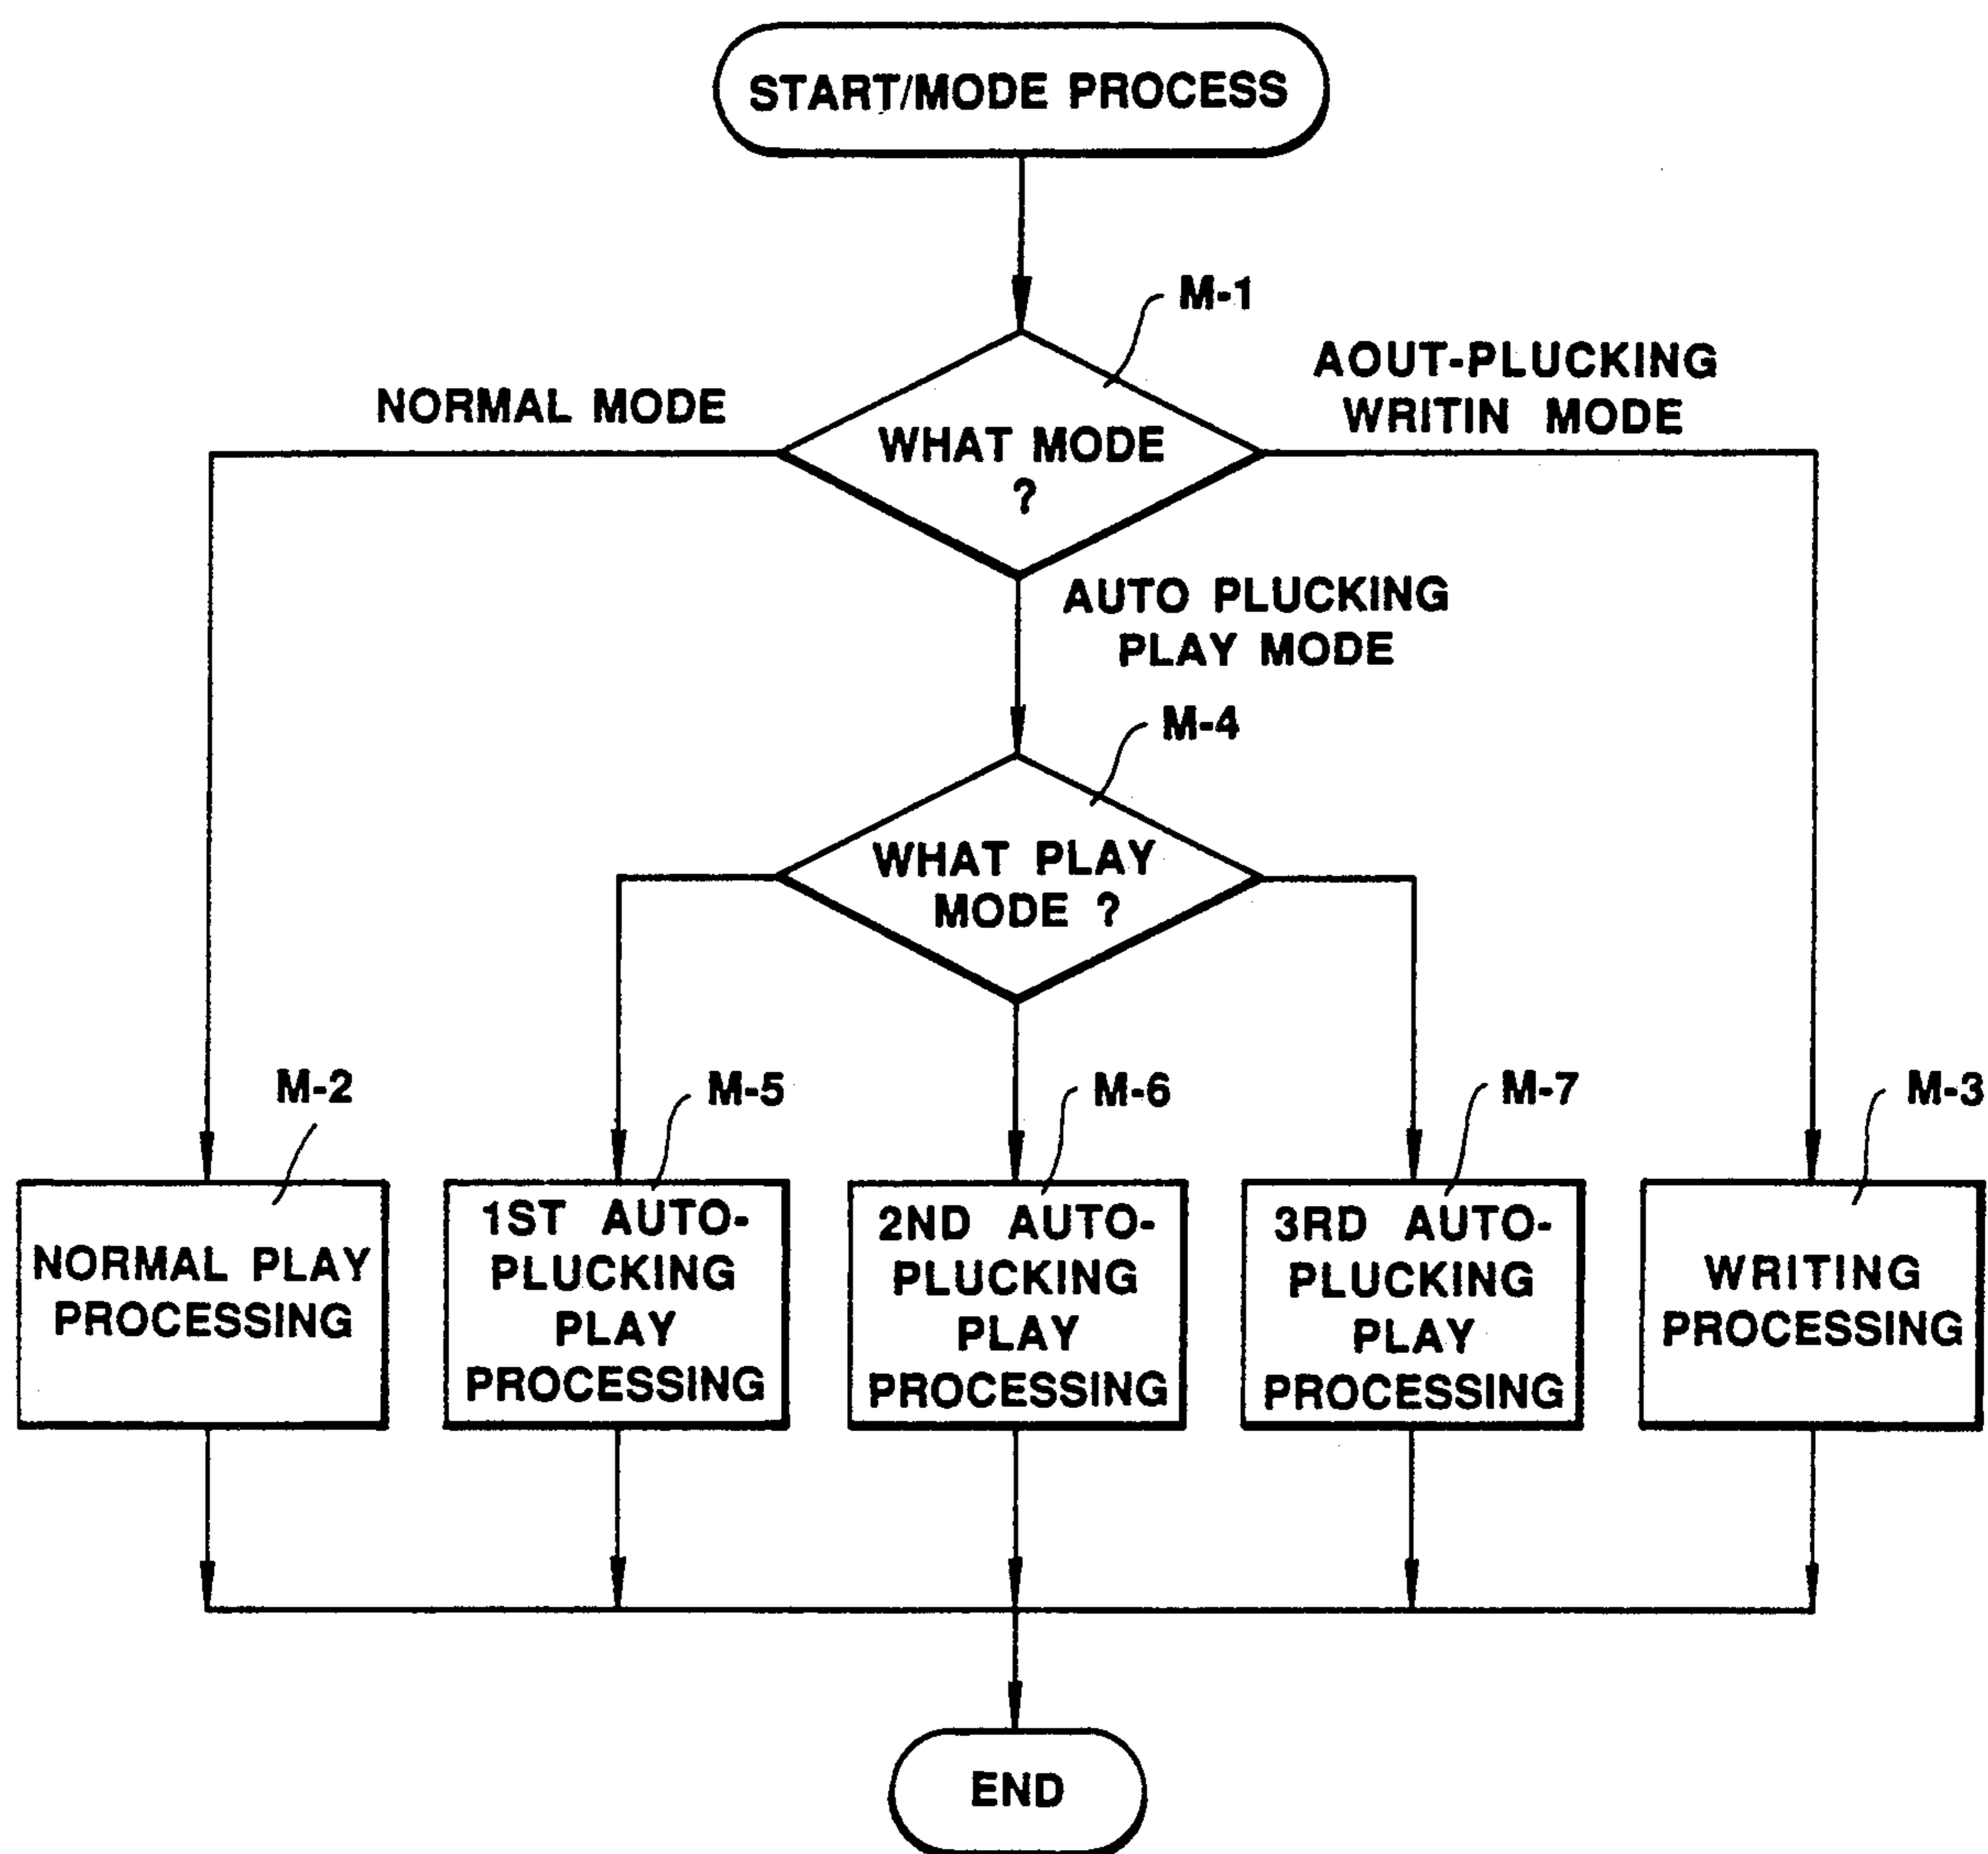 START/MODE PROCESS
M-1
NORMAL MODE
AOUT-PLUCKING
WRITIN MODE
WHAT MODE
?
AUTO PLUCKING
PLAY MODE
M-4
WHAT PLAY
MODE ?
M-2
M-5
M-6
M-7
M-3
NORMAL PLAY
PROCESSING
1ST AUTO-
PLUCKING
PLAY
PROCESSING
2ND AUTO-
PLUCKING
PLAY
PROCESSING
3RD AUTO-
PLUCKING
PLAY
PROCESSING
WRITING
PROCESSING
END